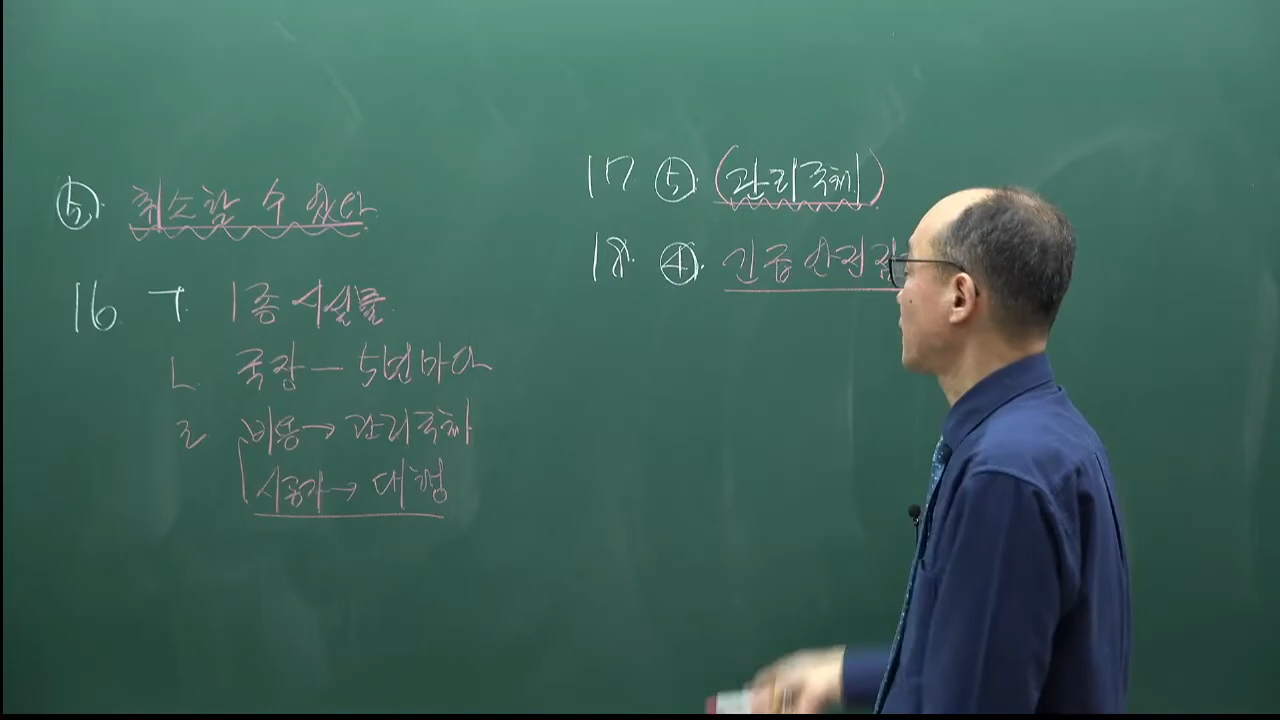 ⑤. 취소할 수 있다.
16. ㄱ. 1종 시설물.
ㄴ. 국장 - 5년마다
ㄹ 비용 → 관리주체
시공자 → 대행
17 ⑤. (관리주체)
18. ④. 긴급안전점